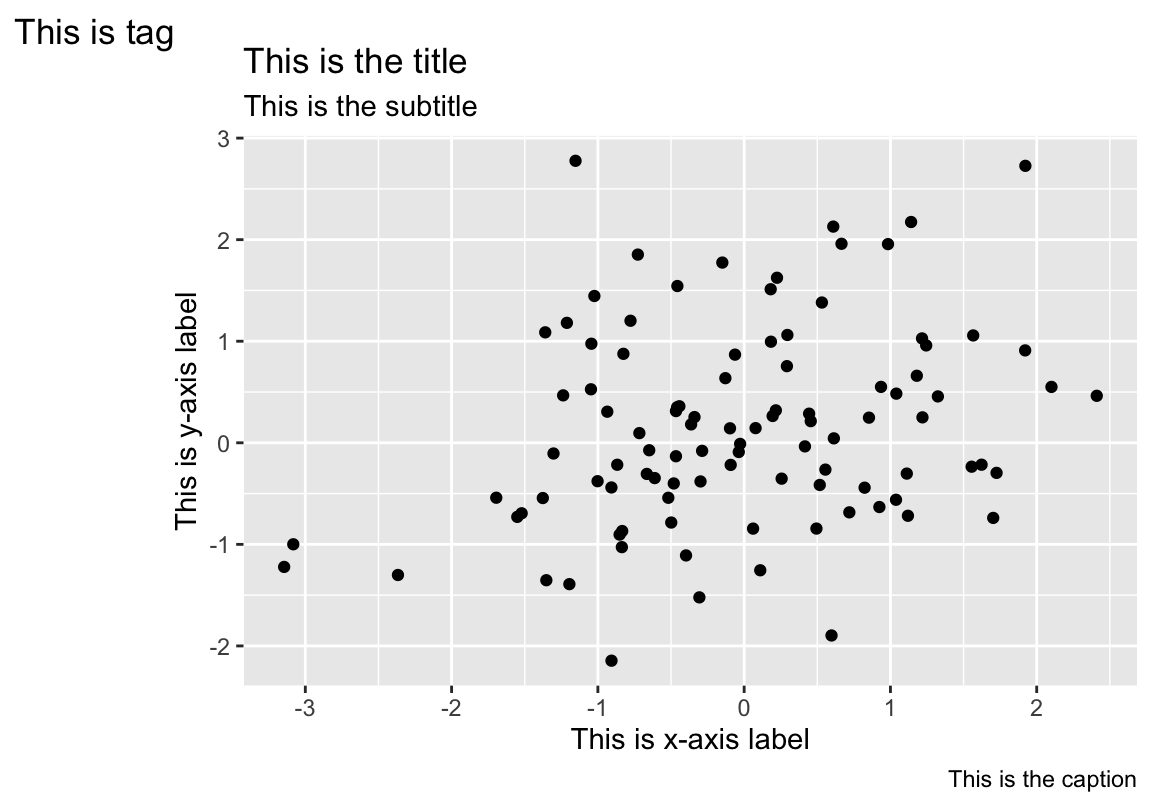 This is tag
This is the title
This is the subtitle
3
2
1
0
-1
-2
This is y-axis label
-3
-2
-1
0
1
2
This is x-axis label
This is the caption